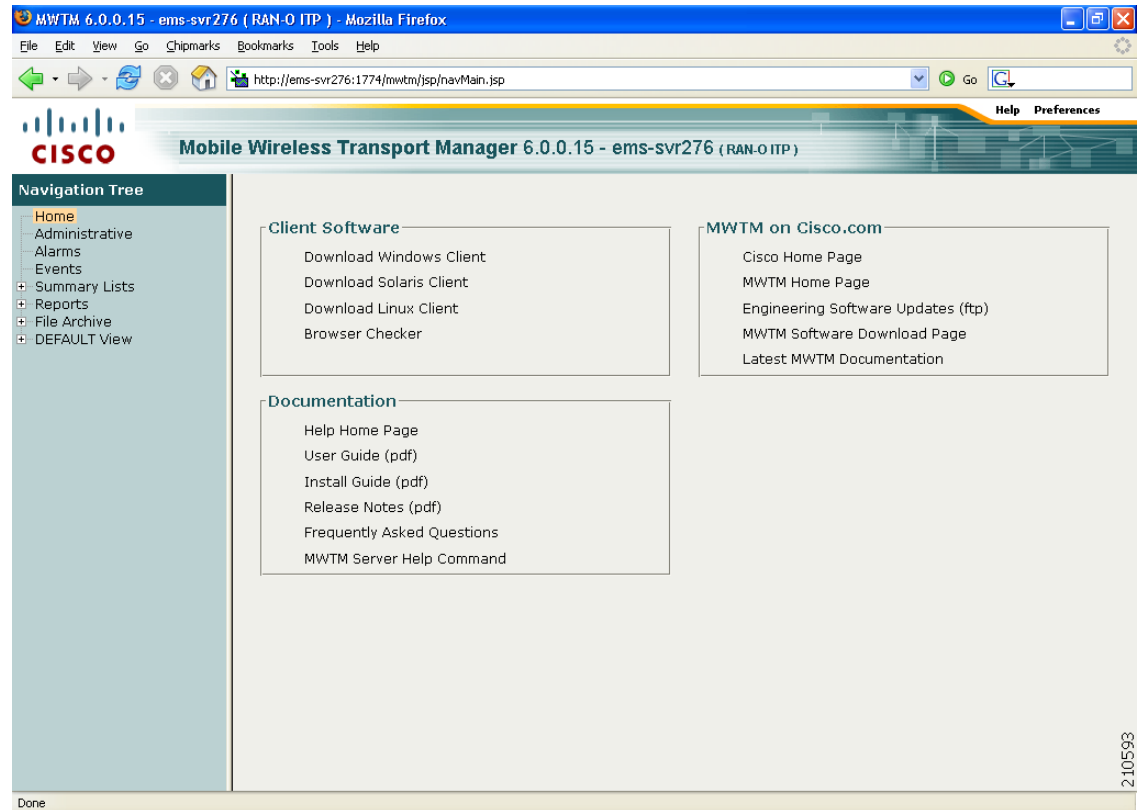 MWTM 6.0.0.15 - ems-svr276 ( RAN-O ITP ) - Mozilla Firefox
File Edit View Go Chipmarks Bookmarks Tools Help
http://ems-svr276:1774/mwtm/jsp/navMain.jsp Go G
Help Preferences
CISCO
Mobile Wireless Transport Manager 6.0.0.15 - ems-svr276 ( RAN-O ITP )
Navigation Tree
Home
Administrative
Alarms
Events
Summary Lists
Reports
File Archive
DEFAULT View
Client Software
Download Windows Client
Download Solaris Client
Download Linux Client
Browser Checker
MWTM on Cisco.com
Cisco Home Page
MWTM Home Page
Engineering Software Updates (ftp)
MWTM Software Download Page
Latest MWTM Documentation
Documentation
Help Home Page
User Guide (pdf)
Install Guide (pdf)
Release Notes (pdf)
Frequently Asked Questions
MWTM Server Help Command
210593
Done